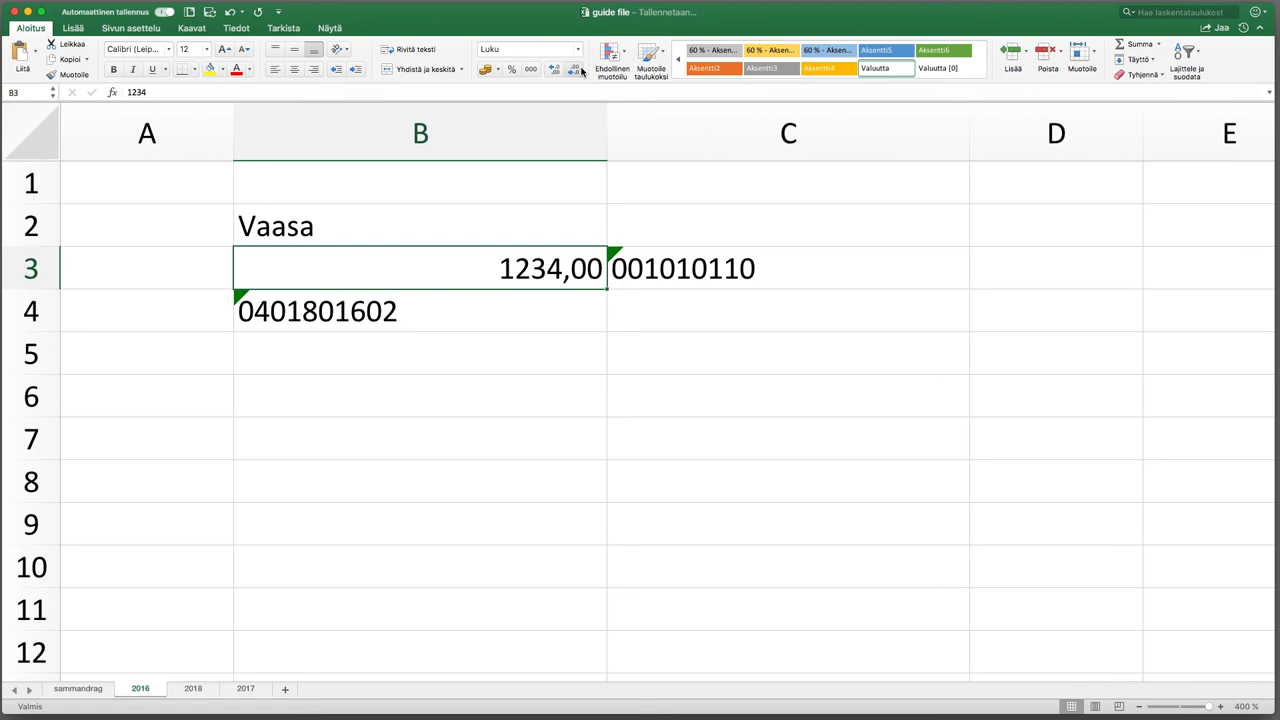 Automaattinen tallennus
guide file – Tallennetaan...
Hae laskentataulukost
Aloitus Lisää Sivun asettelu Kaavat Tiedot Tarkista Näytä Jaa
Liitä
Leikkaa
Kopioi
Muotoile
Calibri (Leip... 12
Rivitä teksti
Yhdistä ja keskitä
Luku
% 000
Ehdollinen muotoilu
Muotoile taulukoksi
60 % - Aksen... 60 % - Aksen... 60 % - Aksen... Aksentti5 Aksentti6
Aksentti2 Aksentti3 Aksentti4 Valuutta Valuutta [0]
Lisää Poista Muotoile
Summa
Täyttö
Tyhjennä
Lajittele ja suodata
B3 fx 1234
A B C D E
1
2 Vaasa
3 1234,00 001010110
4 0401801602
5
6
7
8
9
10
11
12
sammandrag 2016 2018 2017 +
Valmis 400 %